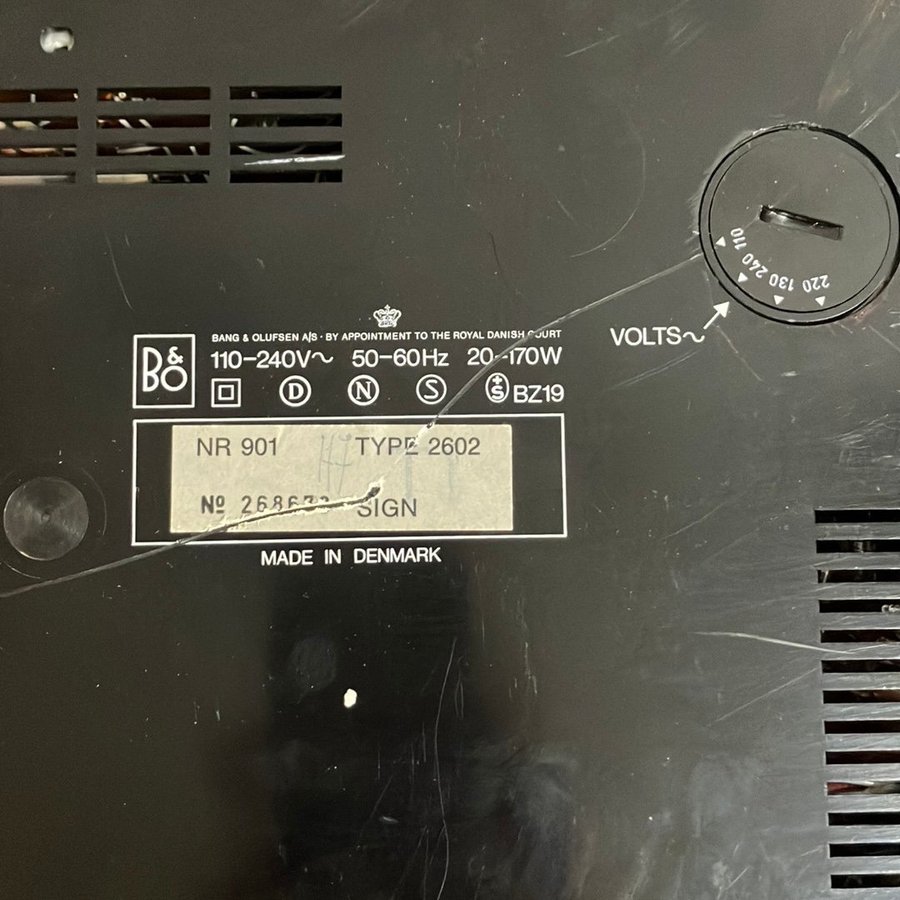 B&O
BANG & OLUFSEN A/S · BY APPOINTMENT TO THE ROYAL DANISH COURT
110-240V~ 50-60Hz 20-170W
D N S +S BZ19
NR 901 TYPE 2602
Nº SIGN
MADE IN DENMARK
VOLTS~
110 240 130 220